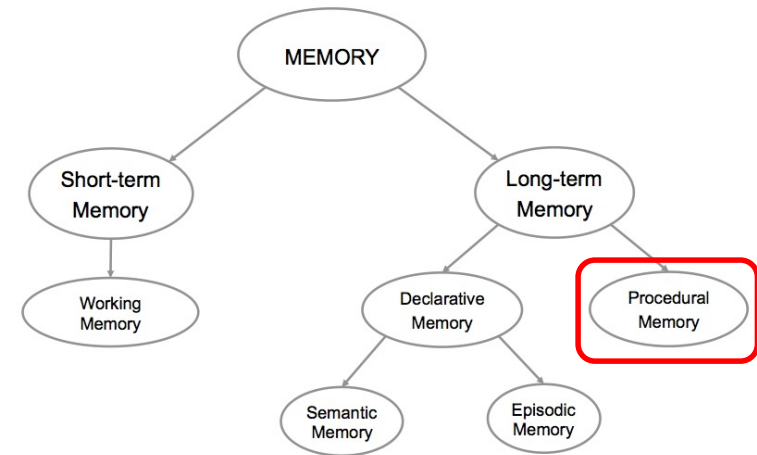 MEMORY
Short-term
Memory
Long-term
Memory
Working
Memory
Declarative
Memory
Procedural
Memory
Semantic
Memory
Episodic
Memory